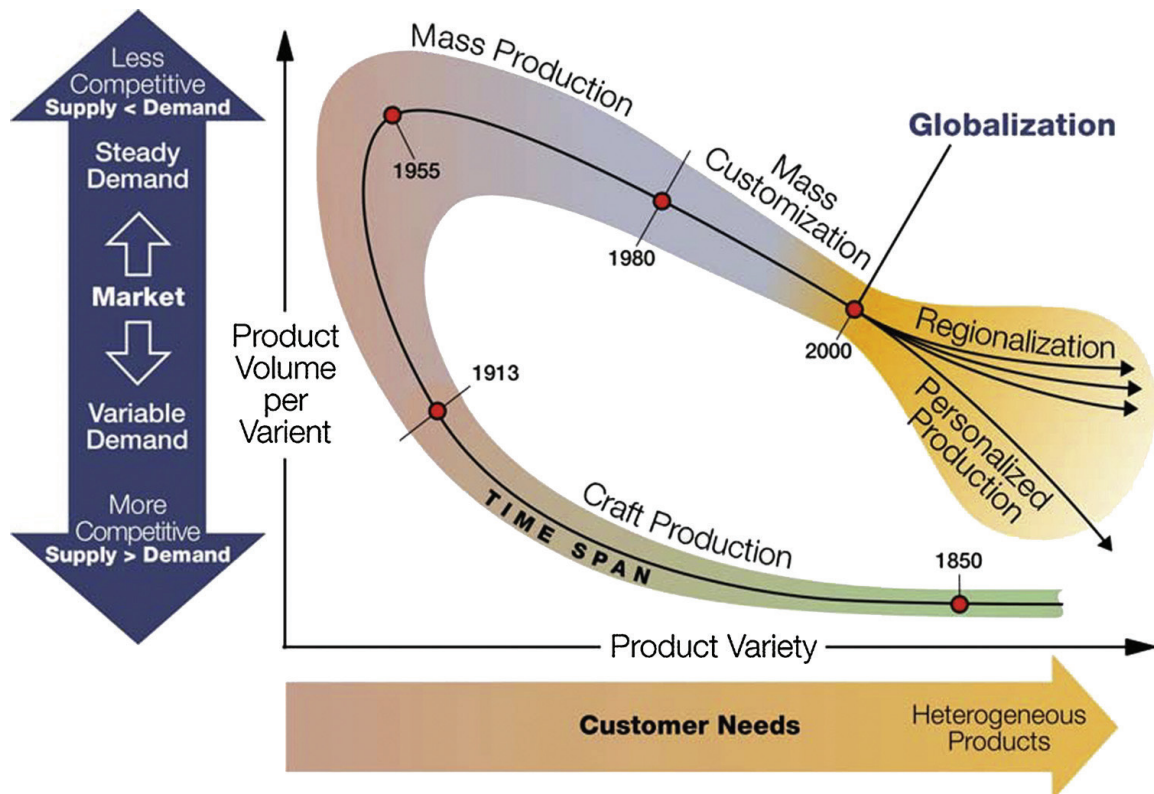 Less
Competitive
Supply < Demand
Steady
Demand
Market
Variable
Demand
More
Competitive
Supply > Demand
Product
Volume
per
Varient
Mass Production
Mass
Customization
Globalization
1955
1980
2000
1913
1850
Regionalization
Personalized
Production
Craft Production
TIME SPAN
Product Variety
Customer Needs
Heterogeneous
Products